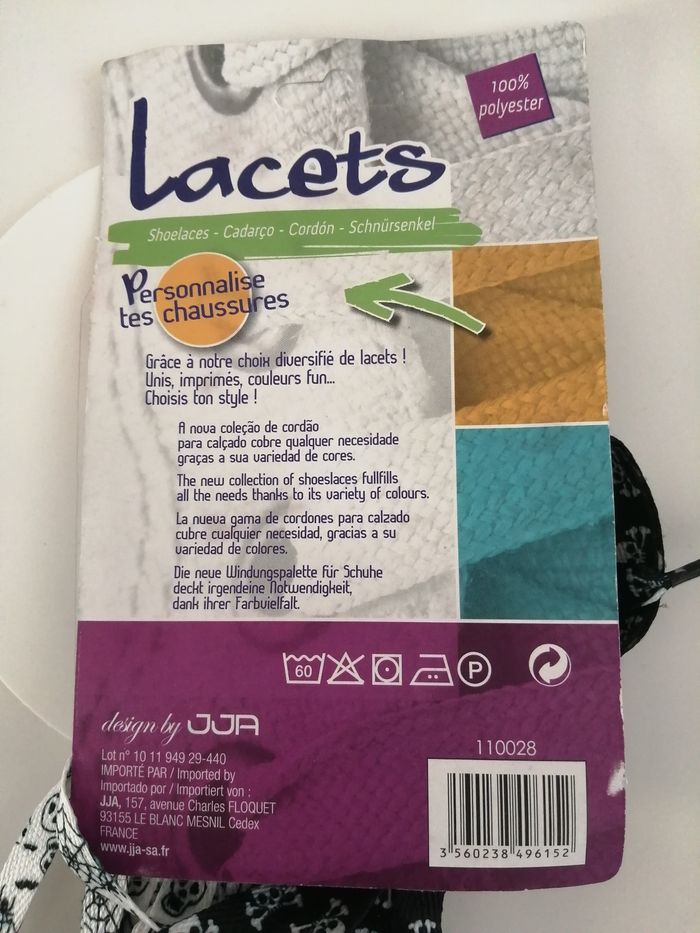 100%
polyester
Lacets
Shoelaces - Cadarço - Cordón - Schnürsenkel
Personnalise
tes chaussures
Grâce à notre choix diversifié de lacets !
Unis, imprimés, couleurs fun...
Choisis ton style !
A nova coleção de cordão
para calçado cobre qualquer necesidade
graças a sua variedad de cores.
The new collection of shoeslaces fullfills
all the needs thanks to its variety of colours.
La nueva gama de cordones para calzado
cubre cualquier necesidad, gracias a su
variedad de colores.
Die neue Windungspalette für Schuhe
deckt irgendeine Notwendigkeit,
dank ihrer Farbvielfalt.
60
P
design by JJA
Lot n° 10 11 949 29-440
IMPORTÉ PAR / Imported by
Importado por / Importiert von :
JJA, 157, avenue Charles FLOQUET
93155 LE BLANC MESNIL Cedex
FRANCE
www.jja-sa.fr
110028
3 560238 496152